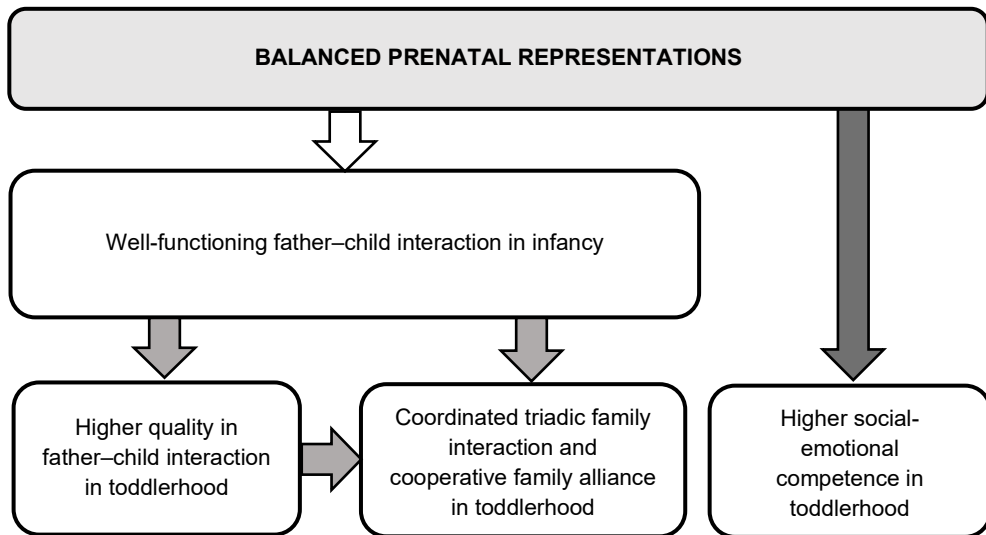 BALANCED PRENATAL REPRESENTATIONS
Well-functioning father–child interaction in infancy
Higher quality in
father–child interaction
in toddlerhood
Coordinated triadic family
interaction and
cooperative family alliance
in toddlerhood
Higher social-
emotional
competence in
toddlerhood